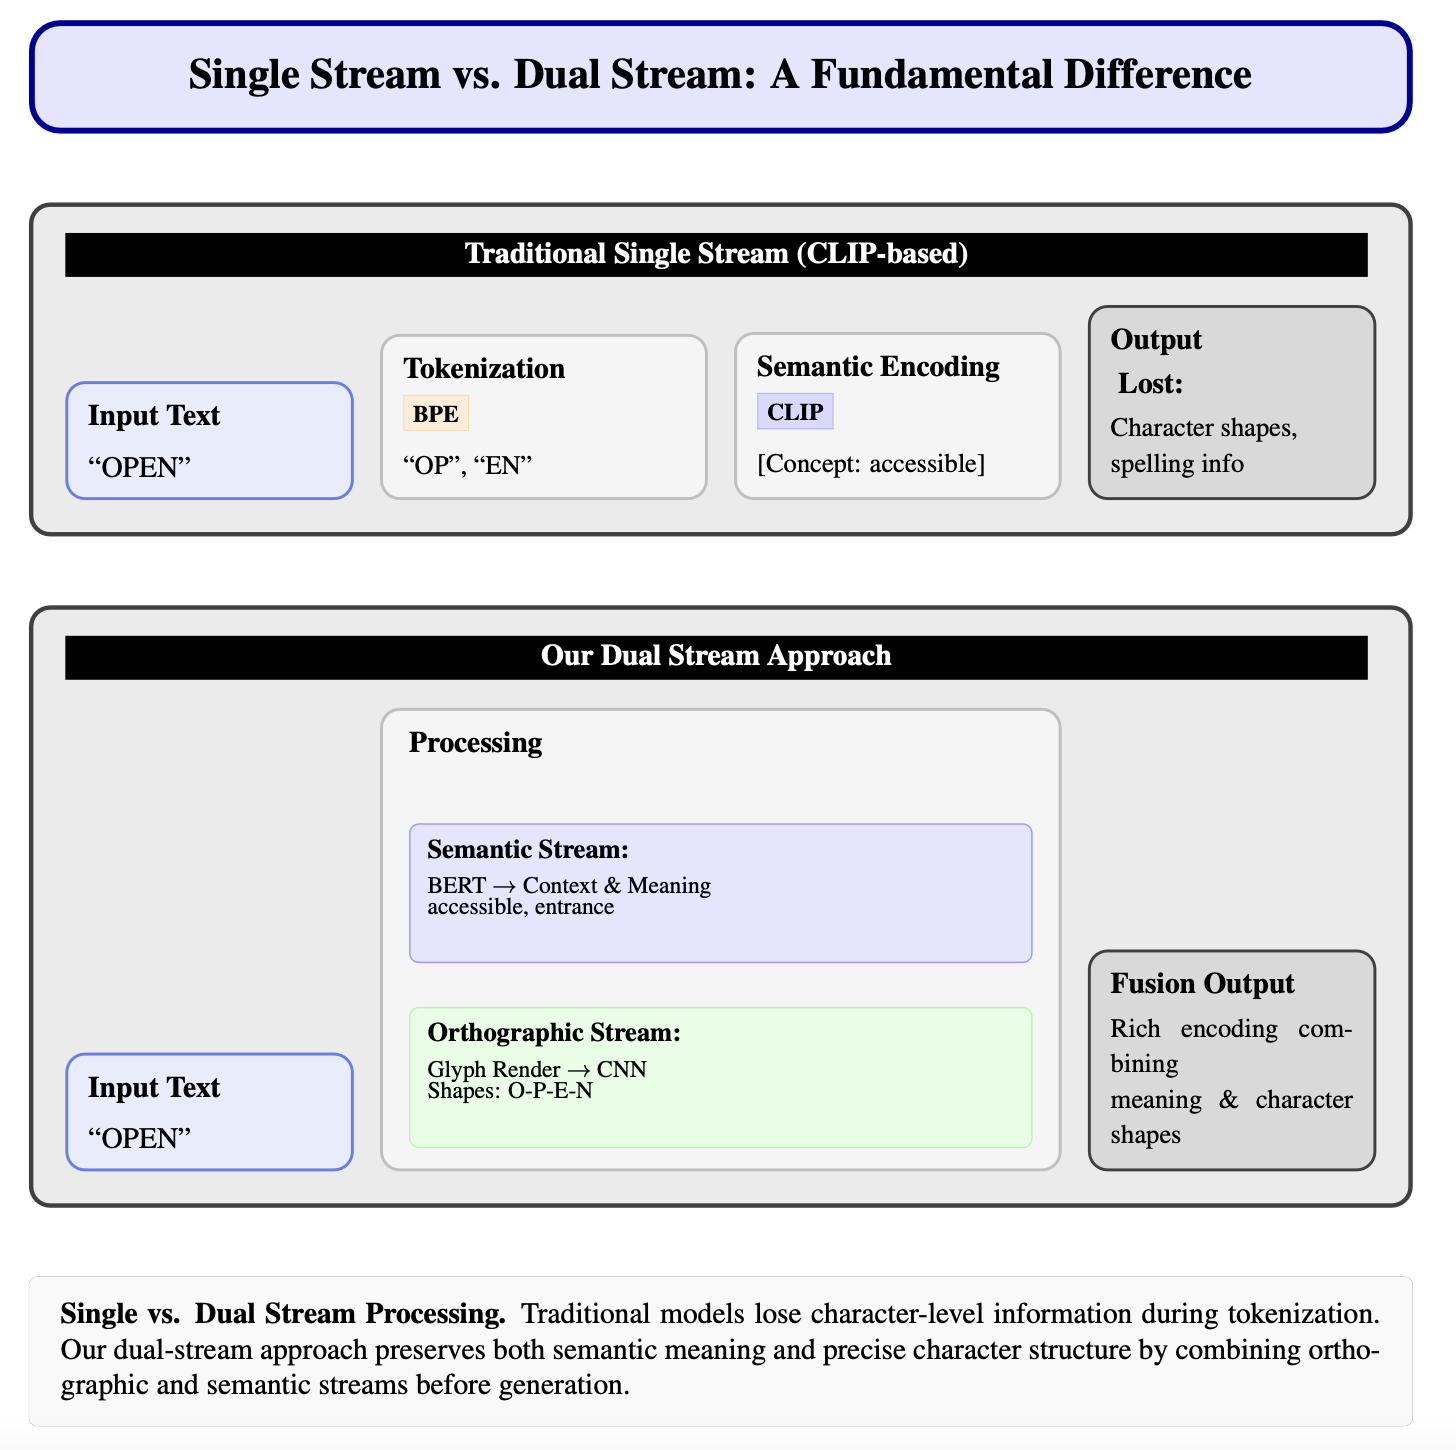 Single Stream vs. Dual Stream: A Fundamental Difference
Traditional Single Stream (CLIP-based)
Input Text
“OPEN”
Tokenization
BPE
“OP”, “EN”
Semantic Encoding
CLIP
[Concept: accessible]
Output
Lost:
Character shapes,
spelling info
Our Dual Stream Approach
Input Text
“OPEN”
Processing
Semantic Stream:
BERT → Context & Meaning
accessible, entrance
Orthographic Stream:
Glyph Render → CNN
Shapes: O-P-E-N
Fusion Output
Rich encoding com-
bining
meaning & character
shapes
Single vs. Dual Stream Processing. Traditional models lose character-level information during tokenization.
Our dual-stream approach preserves both semantic meaning and precise character structure by combining ortho-
graphic and semantic streams before generation.